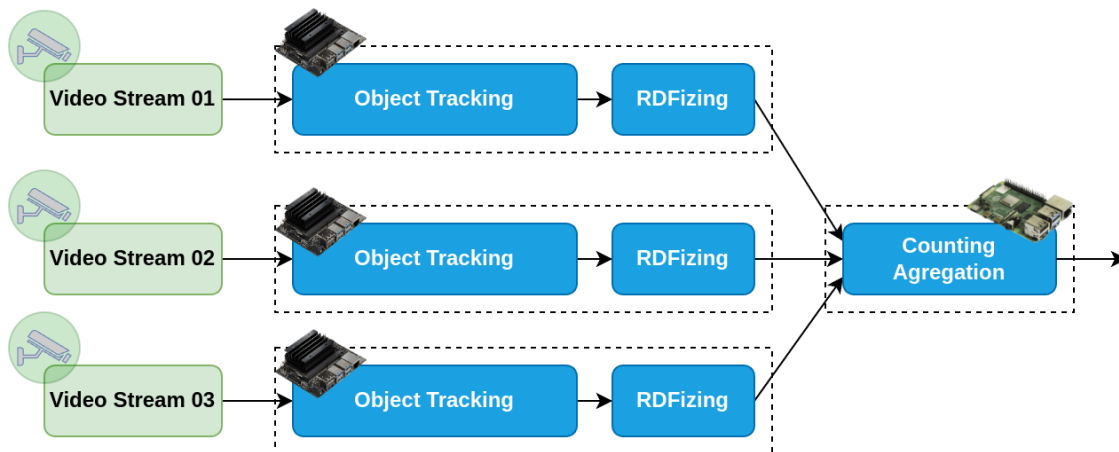 Video Stream 01
Object Tracking
RDFizing
Video Stream 02
Object Tracking
RDFizing
Counting
Agregation
Video Stream 03
Object Tracking
RDFizing